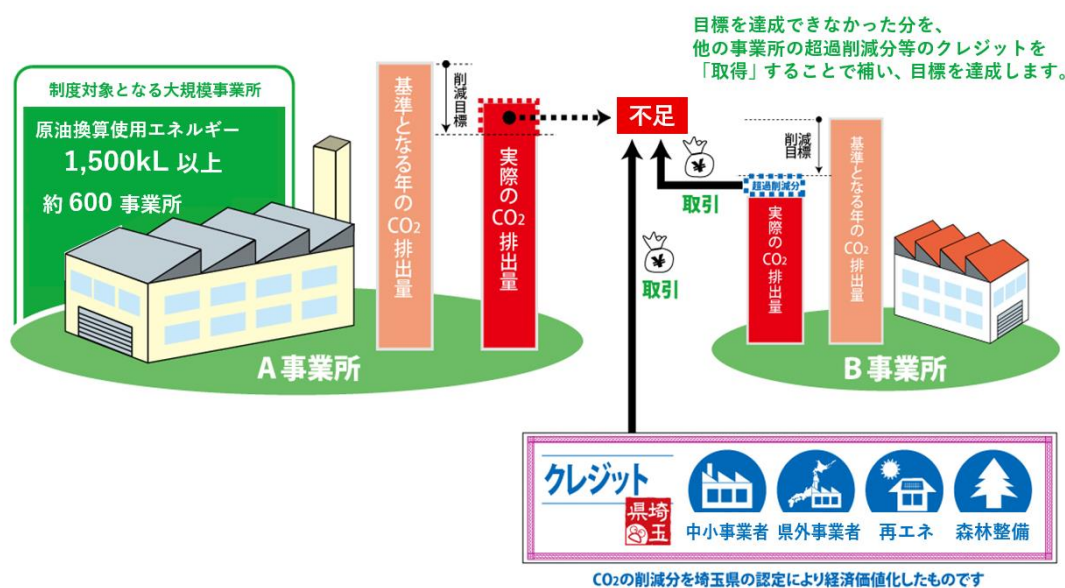 目標を達成できなかった分を、
他の事業所の超過削減分等のクレジットを
「取得」することで補い、目標を達成します。
制度対象となる大規模事業所
原油換算使用エネルギー
1,500kL 以上
約 600 事業所
基準となる年のCO2排出量
削減目標
実際のCO2排出量
不足
取引
取引
超過削減分
実際のCO2排出量
削減
目標
基準となる年のCO2排出量
A 事業所
B 事業所
クレジット
埼玉県
中小事業者
県外事業者
再エネ
森林整備
CO2の削減分を埼玉県の認定により経済価値化したものです